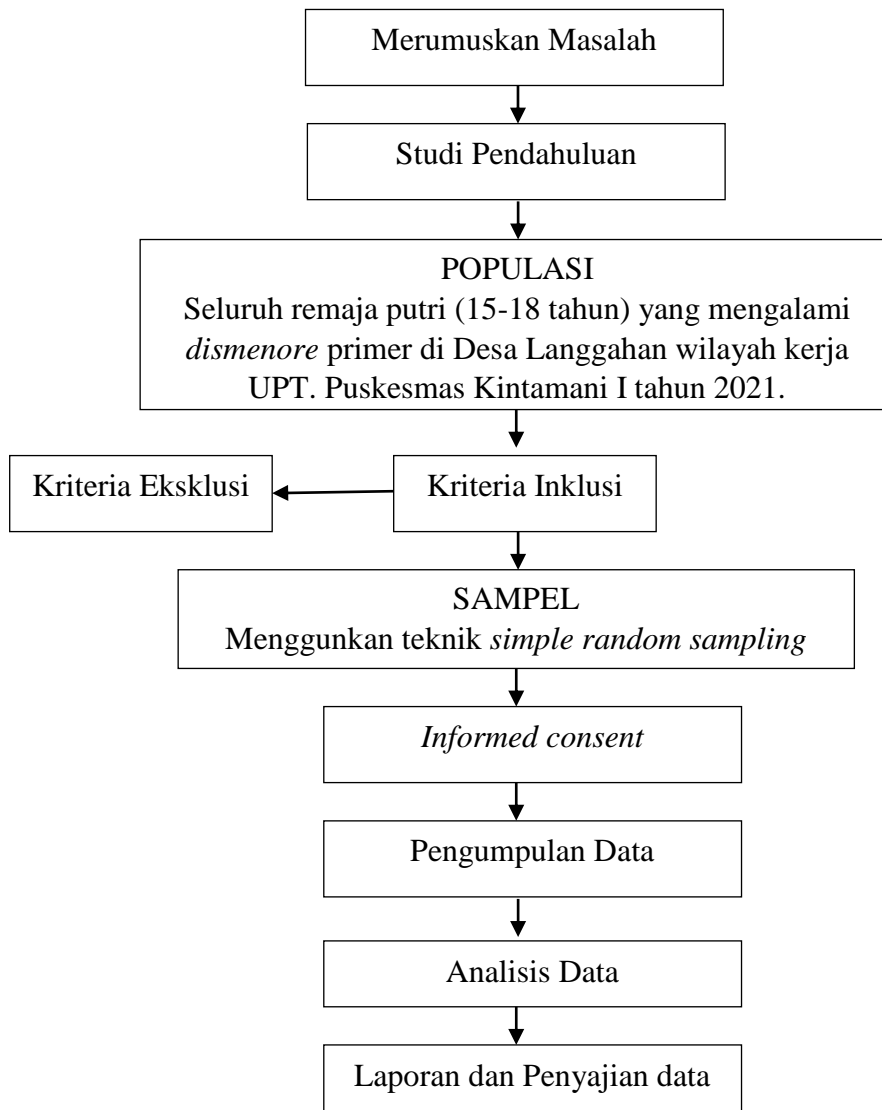 Merumuskan Masalah
Studi Pendahuluan
POPULASI
Seluruh remaja putri (15-18 tahun) yang mengalami
dismenore primer di Desa Langgahan wilayah kerja
UPT. Puskesmas Kintamani I tahun 2021.
Kriteria Eksklusi
Kriteria Inklusi
SAMPEL
Menggunkan teknik simple random sampling
Informed consent
Pengumpulan Data
Analisis Data
Laporan dan Penyajian data